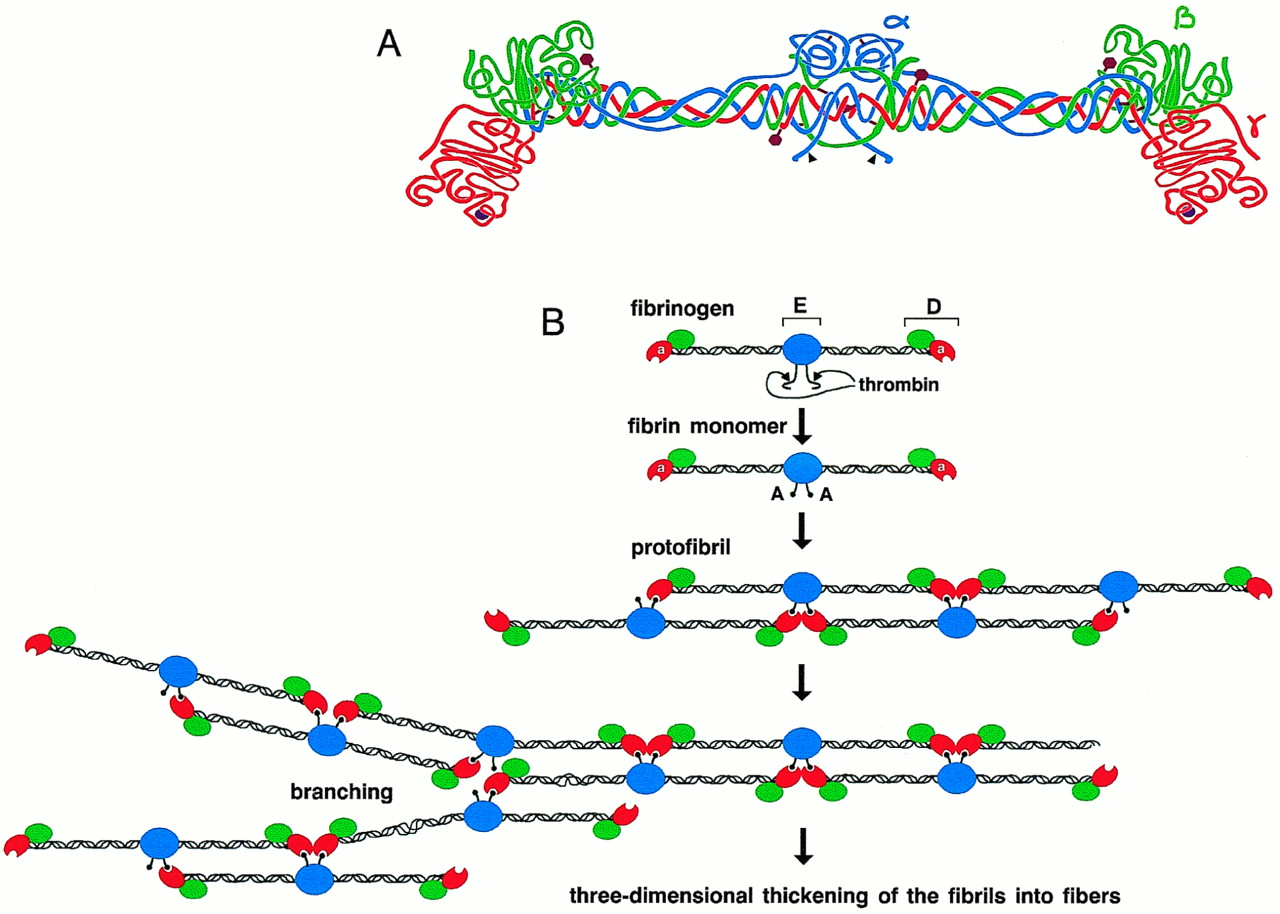 A
α
β
γ
B
fibrinogen
E
D
a
a
thrombin
fibrin monomer
a
a
A
A
protofibril
branching
three-dimensional thickening of the fibrils into fibers